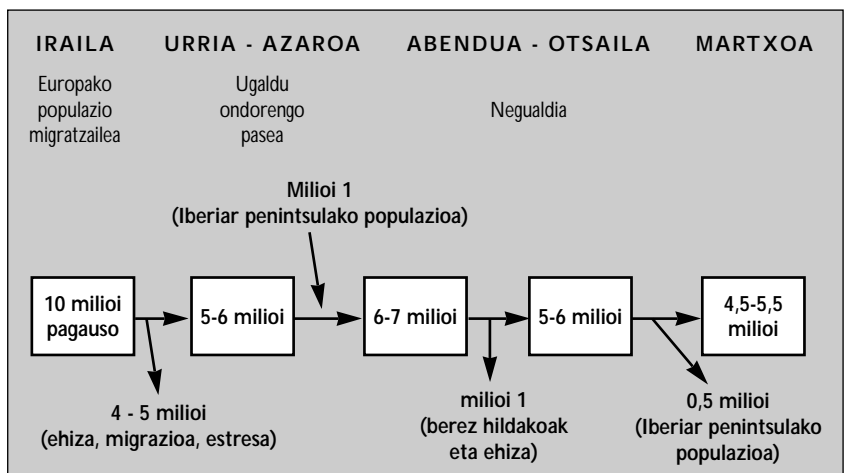 IRAILA
URRIA - AZAROA
ABENDUA - OTSAILA
MARTXOA
Europako
populazio
migratzailea
Ugaldu
ondorengo
pasea
Negualdia
Milioi 1
(Iberiar penintsulako populazioa)
10 milioi
pagauso
5-6 milioi
6-7 milioi
5-6 milioi
4,5-5,5
milioi
4 - 5 milioi
(ehiza, migrazioa, estresa)
milioi 1
(berez hildakoak
eta ehiza)
0,5 milioi
(Iberiar penintsulako
populazioa)